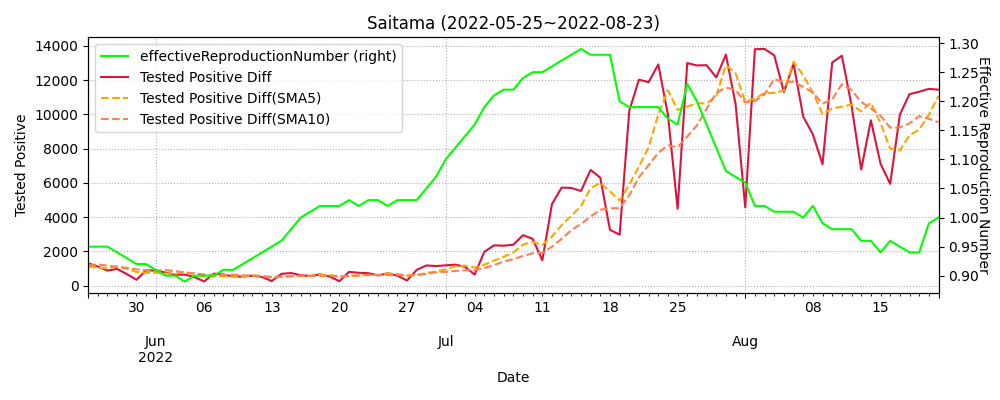 Saitama (2022-05-25~2022-08-23)
effectiveReproductionNumber (right)
Tested Positive Diff
Tested Positive Diff(SMA5)
Tested Positive Diff(SMA10)
Tested Positive
14000
12000
10000
8000
6000
4000
2000
0
Effective Reproduction Number
1.30
1.25
1.20
1.15
1.10
1.05
1.00
0.95
0.90
30 06 13 20 27 04 11 18 25 08 15
Jun Jul Aug
2022
Date